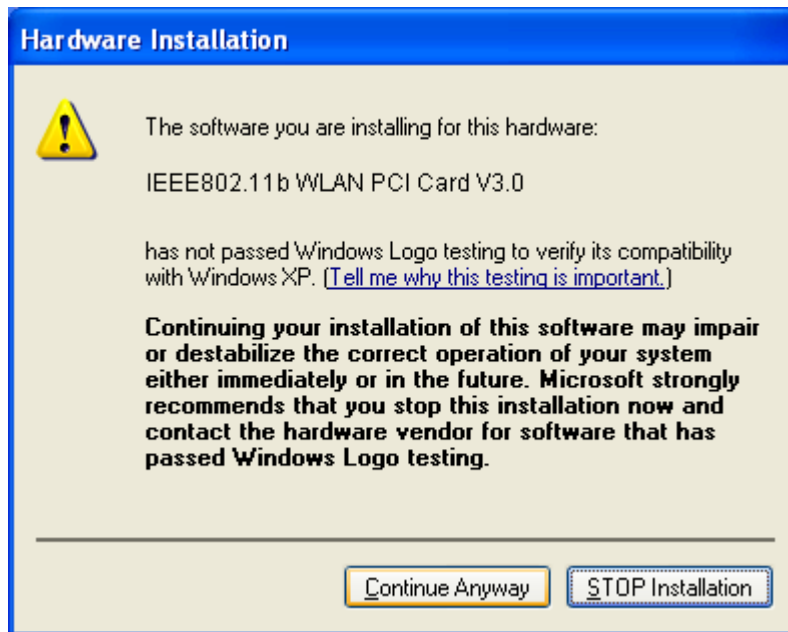 Hardware Installation
The software you are installing for this hardware:
IEEE802.11b WLAN PCI Card V3.0
has not passed Windows Logo testing to verify its compatibility
with Windows XP. (Tell me why this testing is important.)
Continuing your installation of this software may impair
or destabilize the correct operation of your system
either immediately or in the future. Microsoft strongly
recommends that you stop this installation now and
contact the hardware vendor for software that has
passed Windows Logo testing.
Continue Anyway
STOP Installation